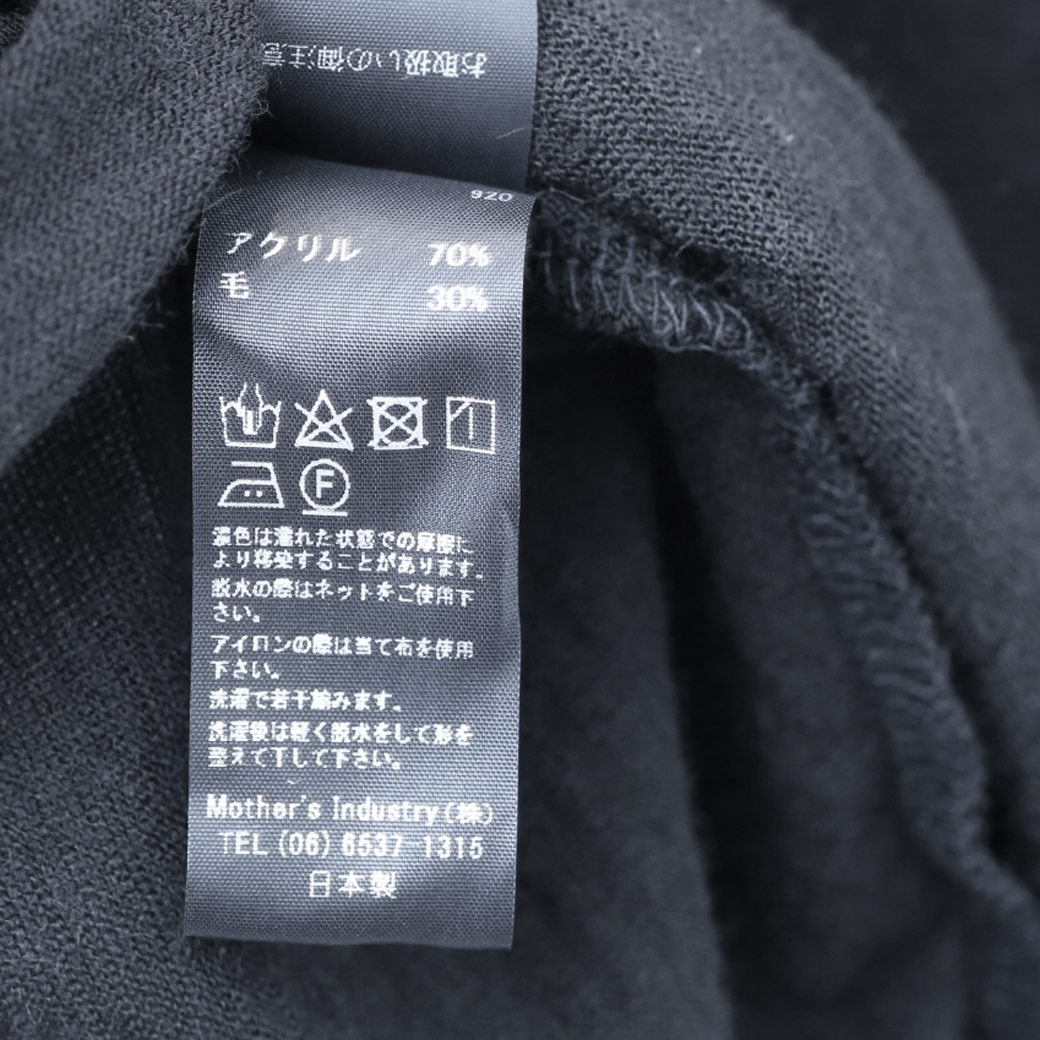 お取扱いの御注意
9Z0
アクリル 70%
毛 30%
F
濃色は濡れた状態での摩擦に
より移染することがあります。
脱水の際はネットをご使用下
さい。
アイロンの際は当て布を使用
下さい。
洗濯で若干縮みます。
洗濯後は軽く脱水をして形を
整えて干して下さい。
Mother's Industry(株)
TEL (06) 6537-1315
日本製